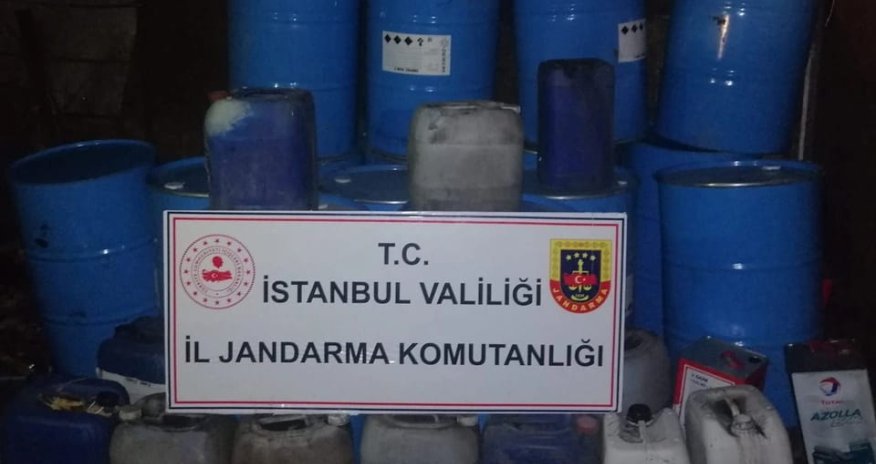 T.C.
İSTANBUL VALİLİĞİ
JANDARMA
İL JANDARMA KOMUTANLIĞI
TOTAL
AZOLLA